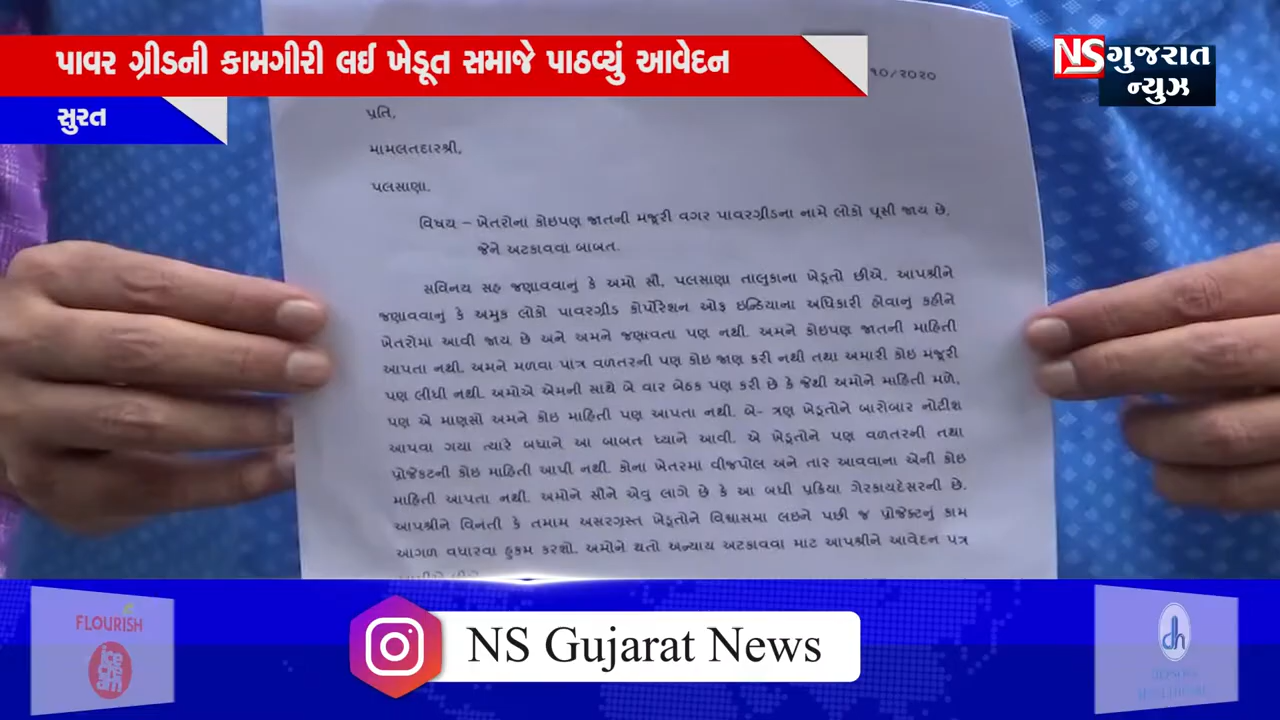 પાવર ગ્રીડની કામગીરી લઈ ખેડૂત સમાજે પાઠવ્યું આવેદન
સુરત
NS ગુજરાત
ન્યુઝ
૧૦/૨૦૨૦
પ્રતિ,
મામલતદારશ્રી,
પલસાણા.
વિષય – ખેતરોના કોઇપણ જાતની મજૂરી વગર પાવરગ્રીડના નામે લોકો ઘૂસી જાય છે,
જેને અટકાવવા બાબત.
સવિનય સહ જણાવવાનું કે અમો સૌ, પલસાણા તાલુકાના ખેડૂતો છીએ. આપશ્રીને
જણાવવાનું કે અમુક લોકો પાવરગ્રીડ કોર્પોરેશન ઓફ ઇન્ડિયાના અધિકારી હોવાનું કહીને
ખેતરોમા આવી જાય છે અને અમને જણાવતા પણ નથી. અમને કોઇપણ જાતની માહિતી
આપતા નથી. અમને મળવા પાત્ર વળતરની પણ કોઇ જાણ કરી નથી તથા અમારી કોઇ મંજૂરી
પણ લીધી નથી. અમોએ એમની સાથે બે વાર બેઠક પણ કરી છે કે જેથી અમોને માહિતી મળે,
પણ એ માણસો અમને કોઇ માહિતી પણ આપતા નથી. બે- ત્રણ ખેડૂતોને બારોબાર નોટીશ
આપવા ગયા ત્યારે બધાને આ બાબત ધ્યાને આવી. એ ખેડૂતોને પણ વળતરની તથા
પ્રોજેકટની કોઇ માહિતી આપી નથી. કોના ખેતરમા વીજપોલ અને તાર આવવાના એની કોઇ
માહિતી આપતા નથી. અમોને સૌને એવુ લાગે છે કે આ બધી પ્રક્રિયા ગેરકાયદેસરની છે.
આપશ્રીને વિનતી કે તમામ અસરગ્રસ્ત ખેડૂતોને વિશ્વાસમા લઇને પછી જ પ્રોજેક્ટનું કામ
આગળ વધારવા હુકમ કરશો. અમોને થતો અન્યાય અટકાવવા માટ આપશ્રીને આવેદન પત્ર
FLOURISH
ice cream
NS Gujarat News
dh